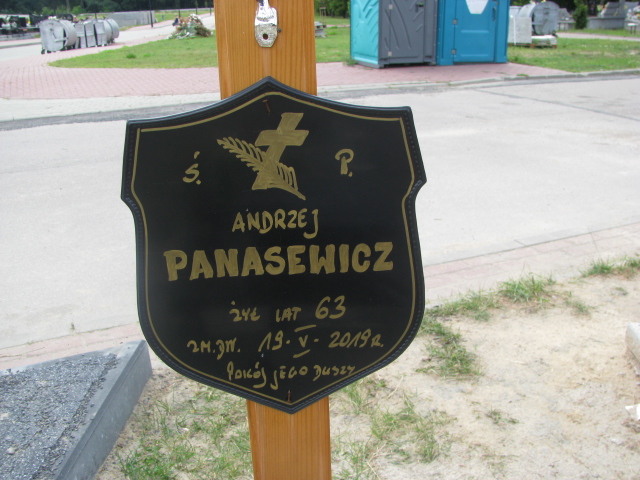 Ś. P.
ANDRZEJ
PANASEWICZ
ŻYŁ LAT 63
ZM. DN. 19-V-2019 R.
POKÓJ JEGO DUSZY